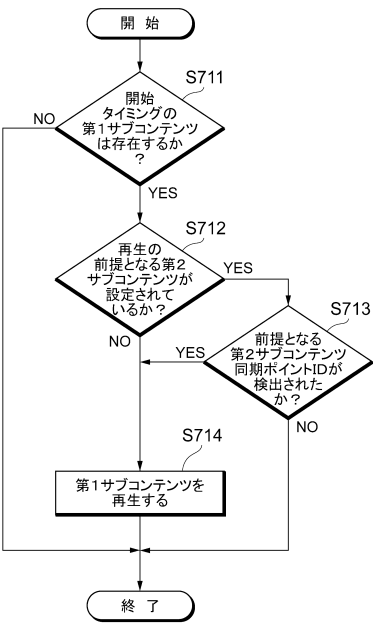 開 始
S711
開始
タイミングの
第1サブコンテンツ
は存在するか
？
NO
YES
S712
再生の
前提となる第2
サブコンテンツが
設定されて
いるか？
YES
NO
S713
前提となる
第2サブコンテンツ
同期ポイントIDが
検出された
か？
YES
NO
S714
第1サブコンテンツを
再生する
終 了